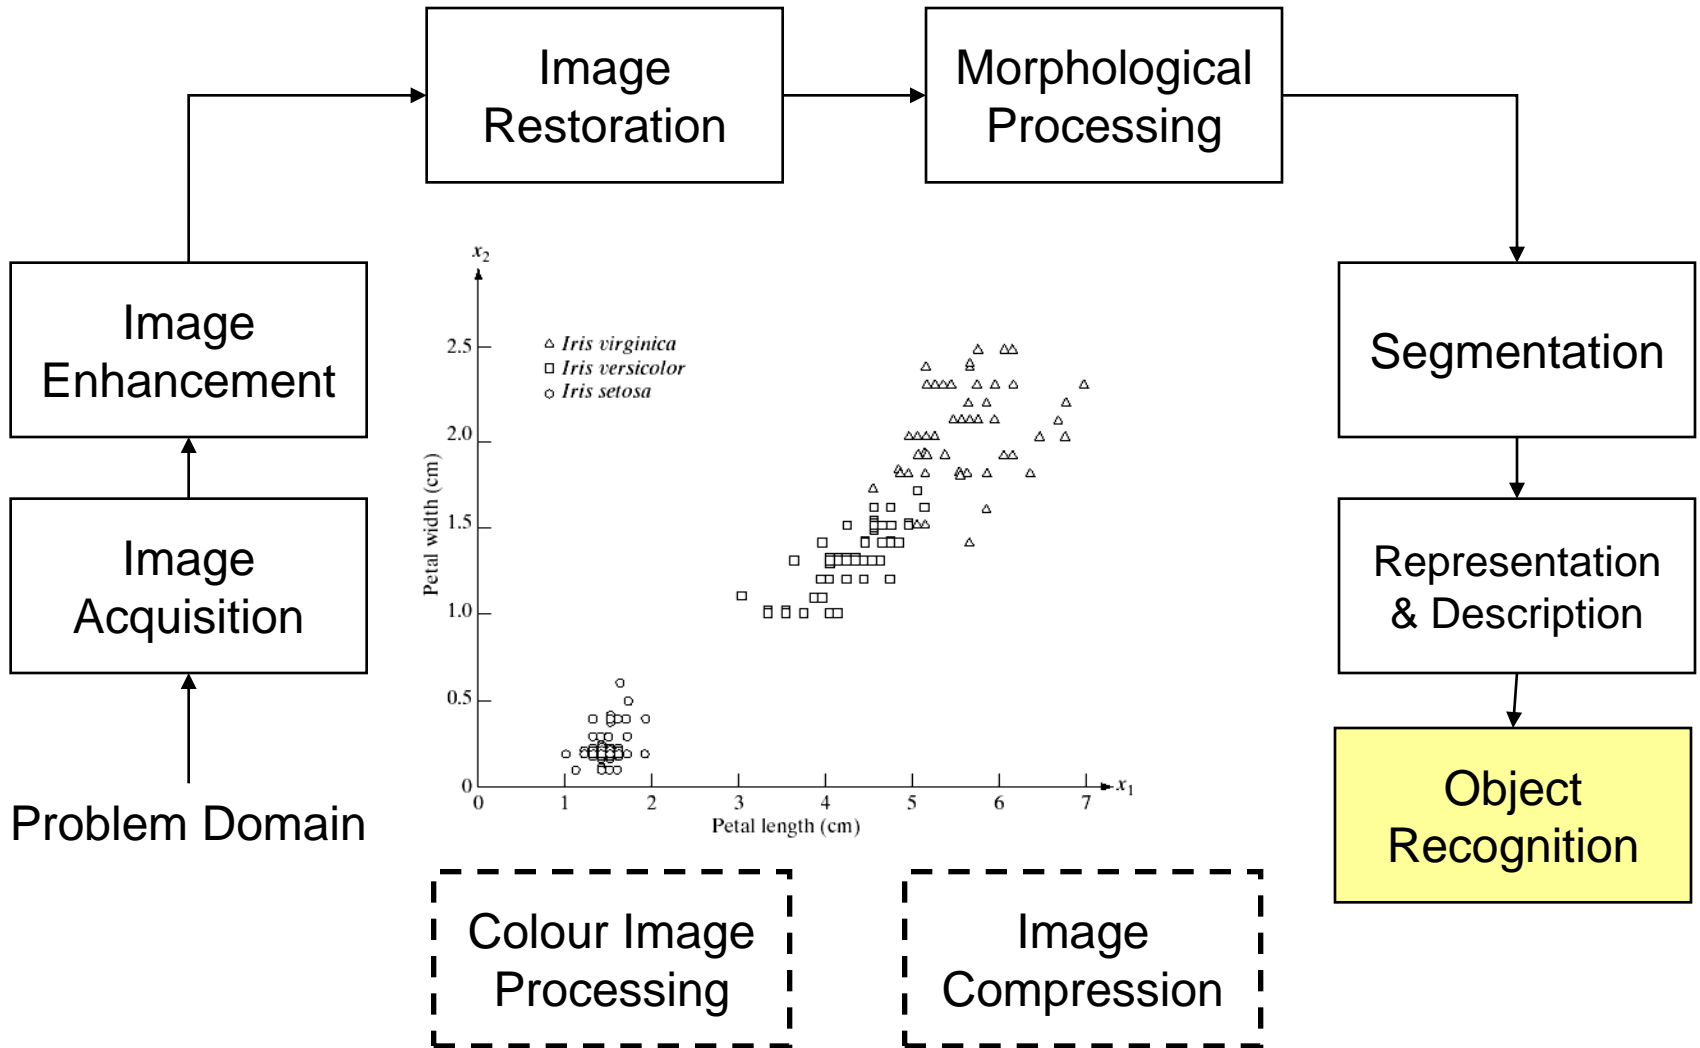 Image
Restoration
Morphological
Processing
Image
Enhancement
Segmentation
Image
Acquisition
Representation
& Description
Problem Domain
Object
Recognition
x2
2.5
2.0
1.5
1.0
0.5
0
Petal width (cm)
Iris virginica
Iris versicolor
Iris setosa
0 1 2 3 4 5 6 7 x1
Petal length (cm)
Colour Image
Processing
Image
Compression